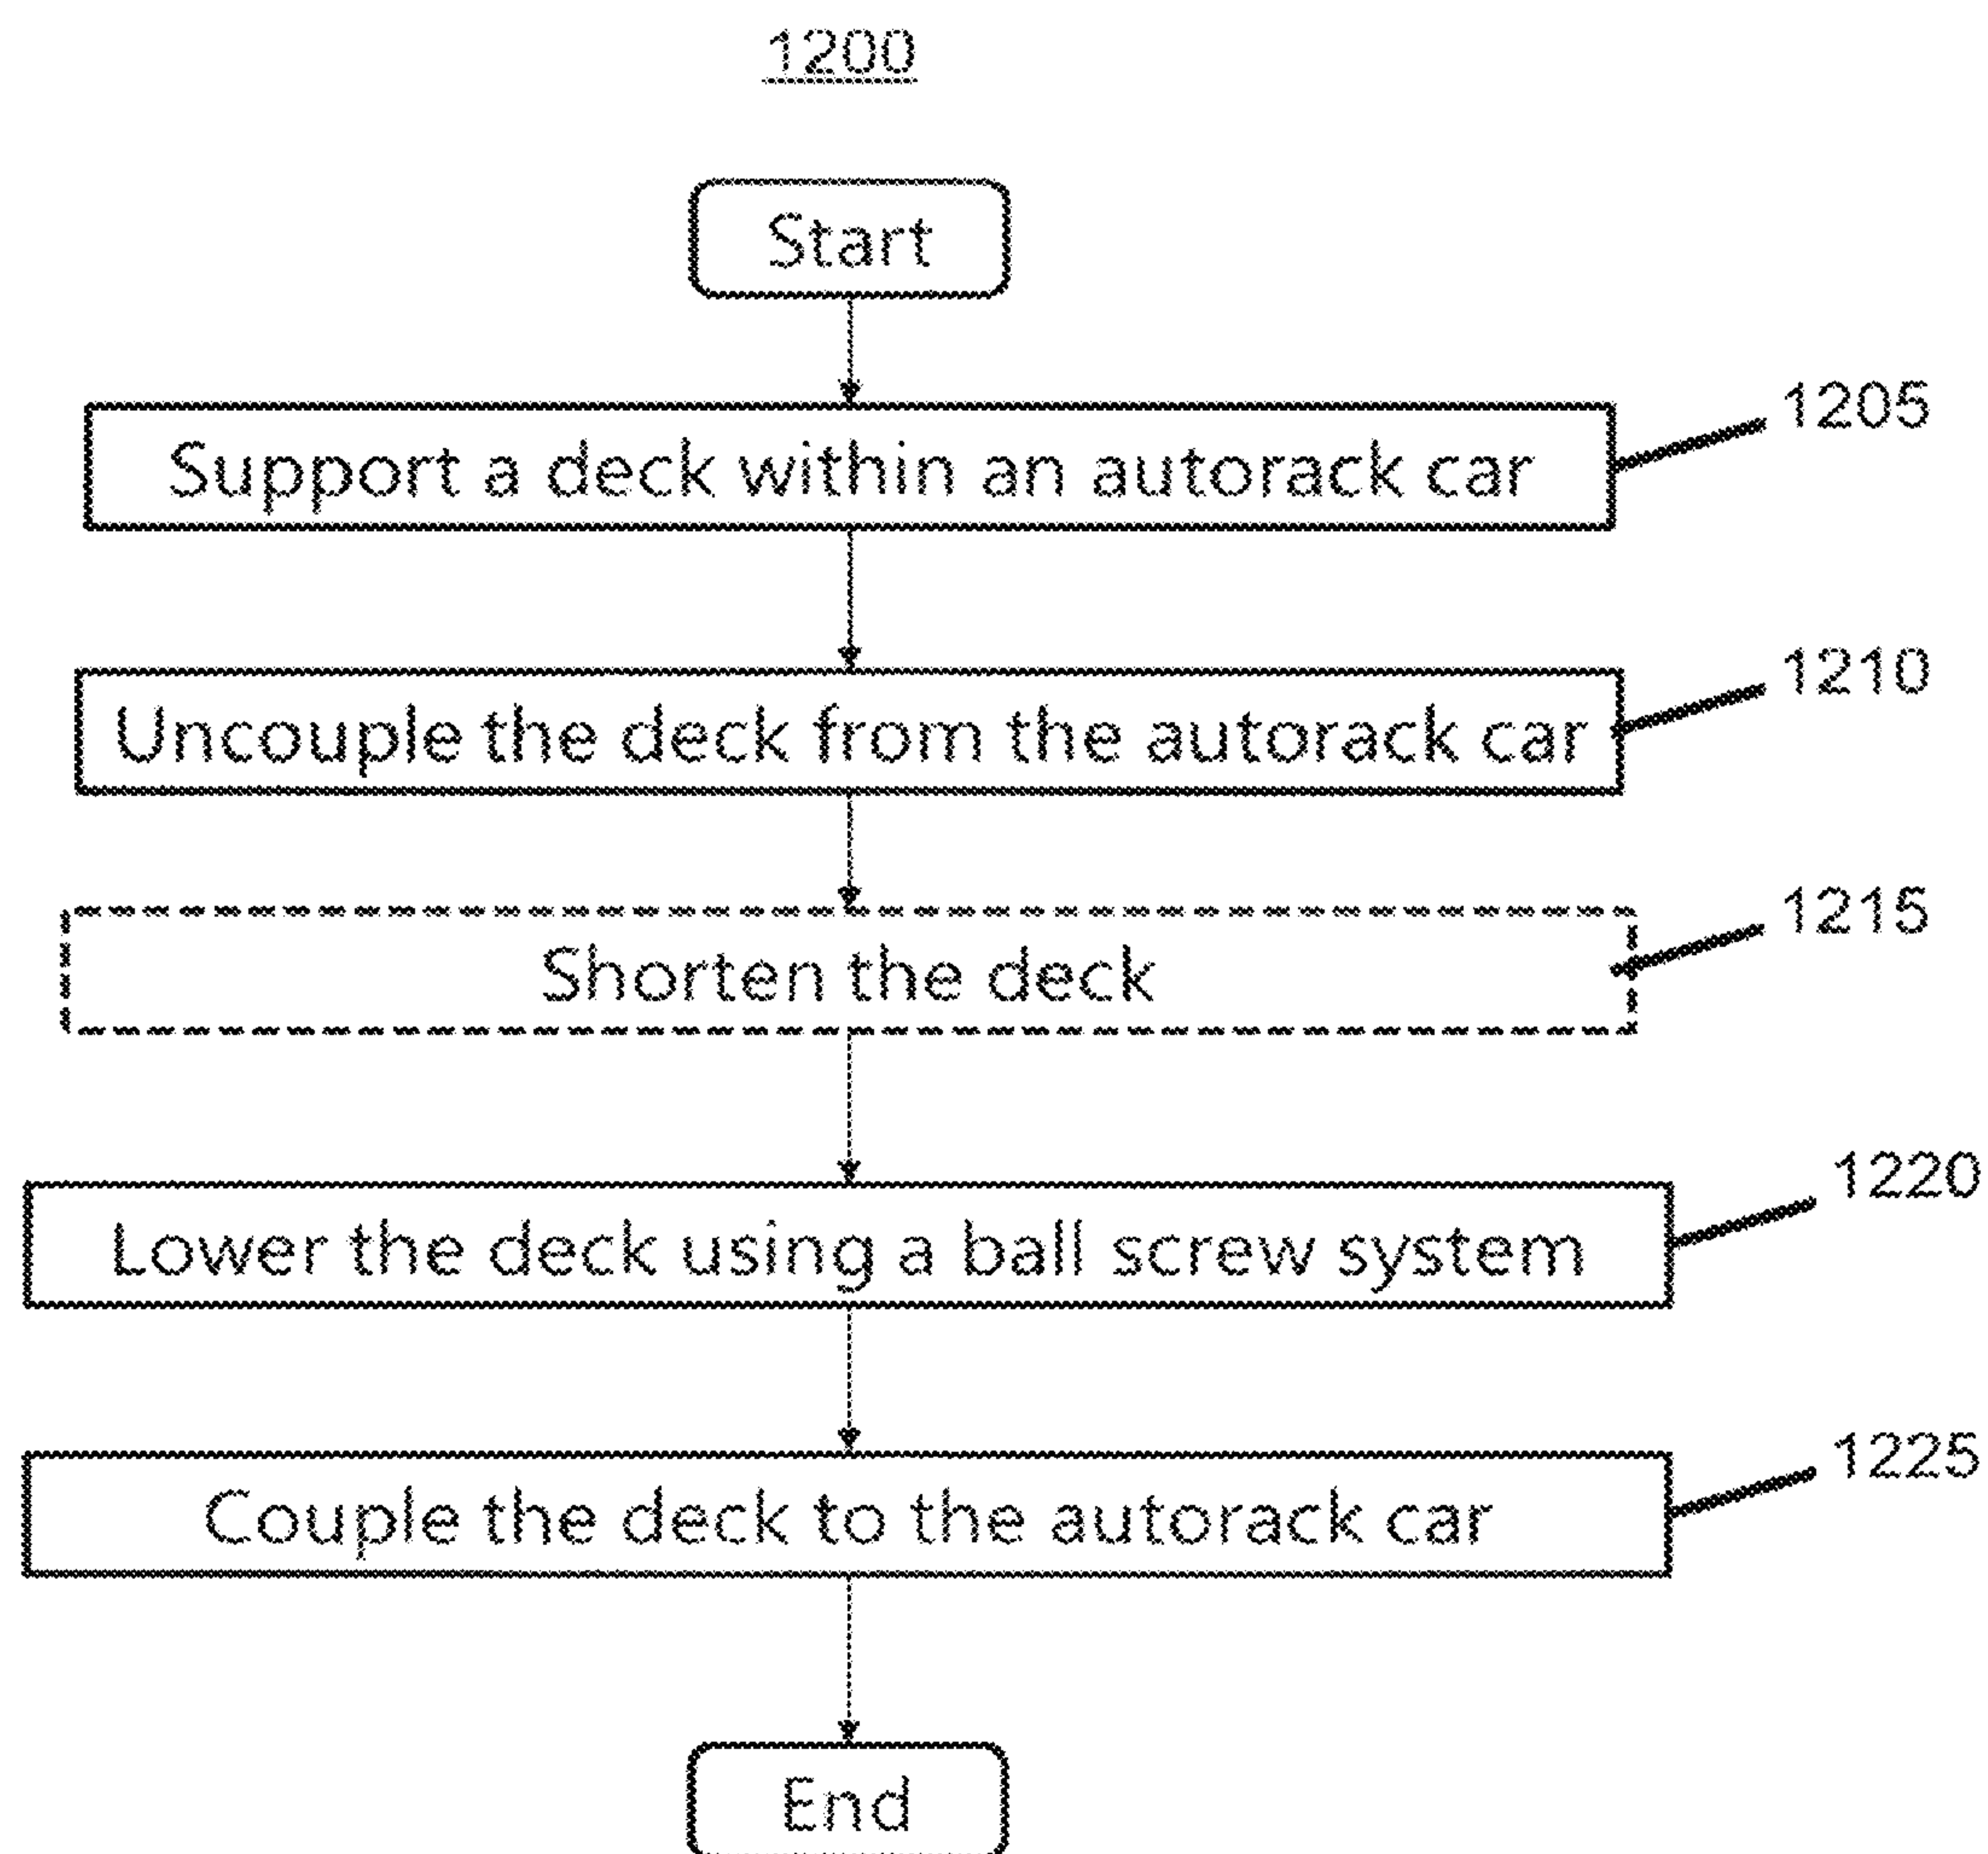 1200
Start
Support a deck within an autorack car
1205
Uncouple the deck from the autorack car
1210
Shorten the deck
1215
Lower the deck using a ball screw system
1220
Couple the deck to the autorack car
1225
End